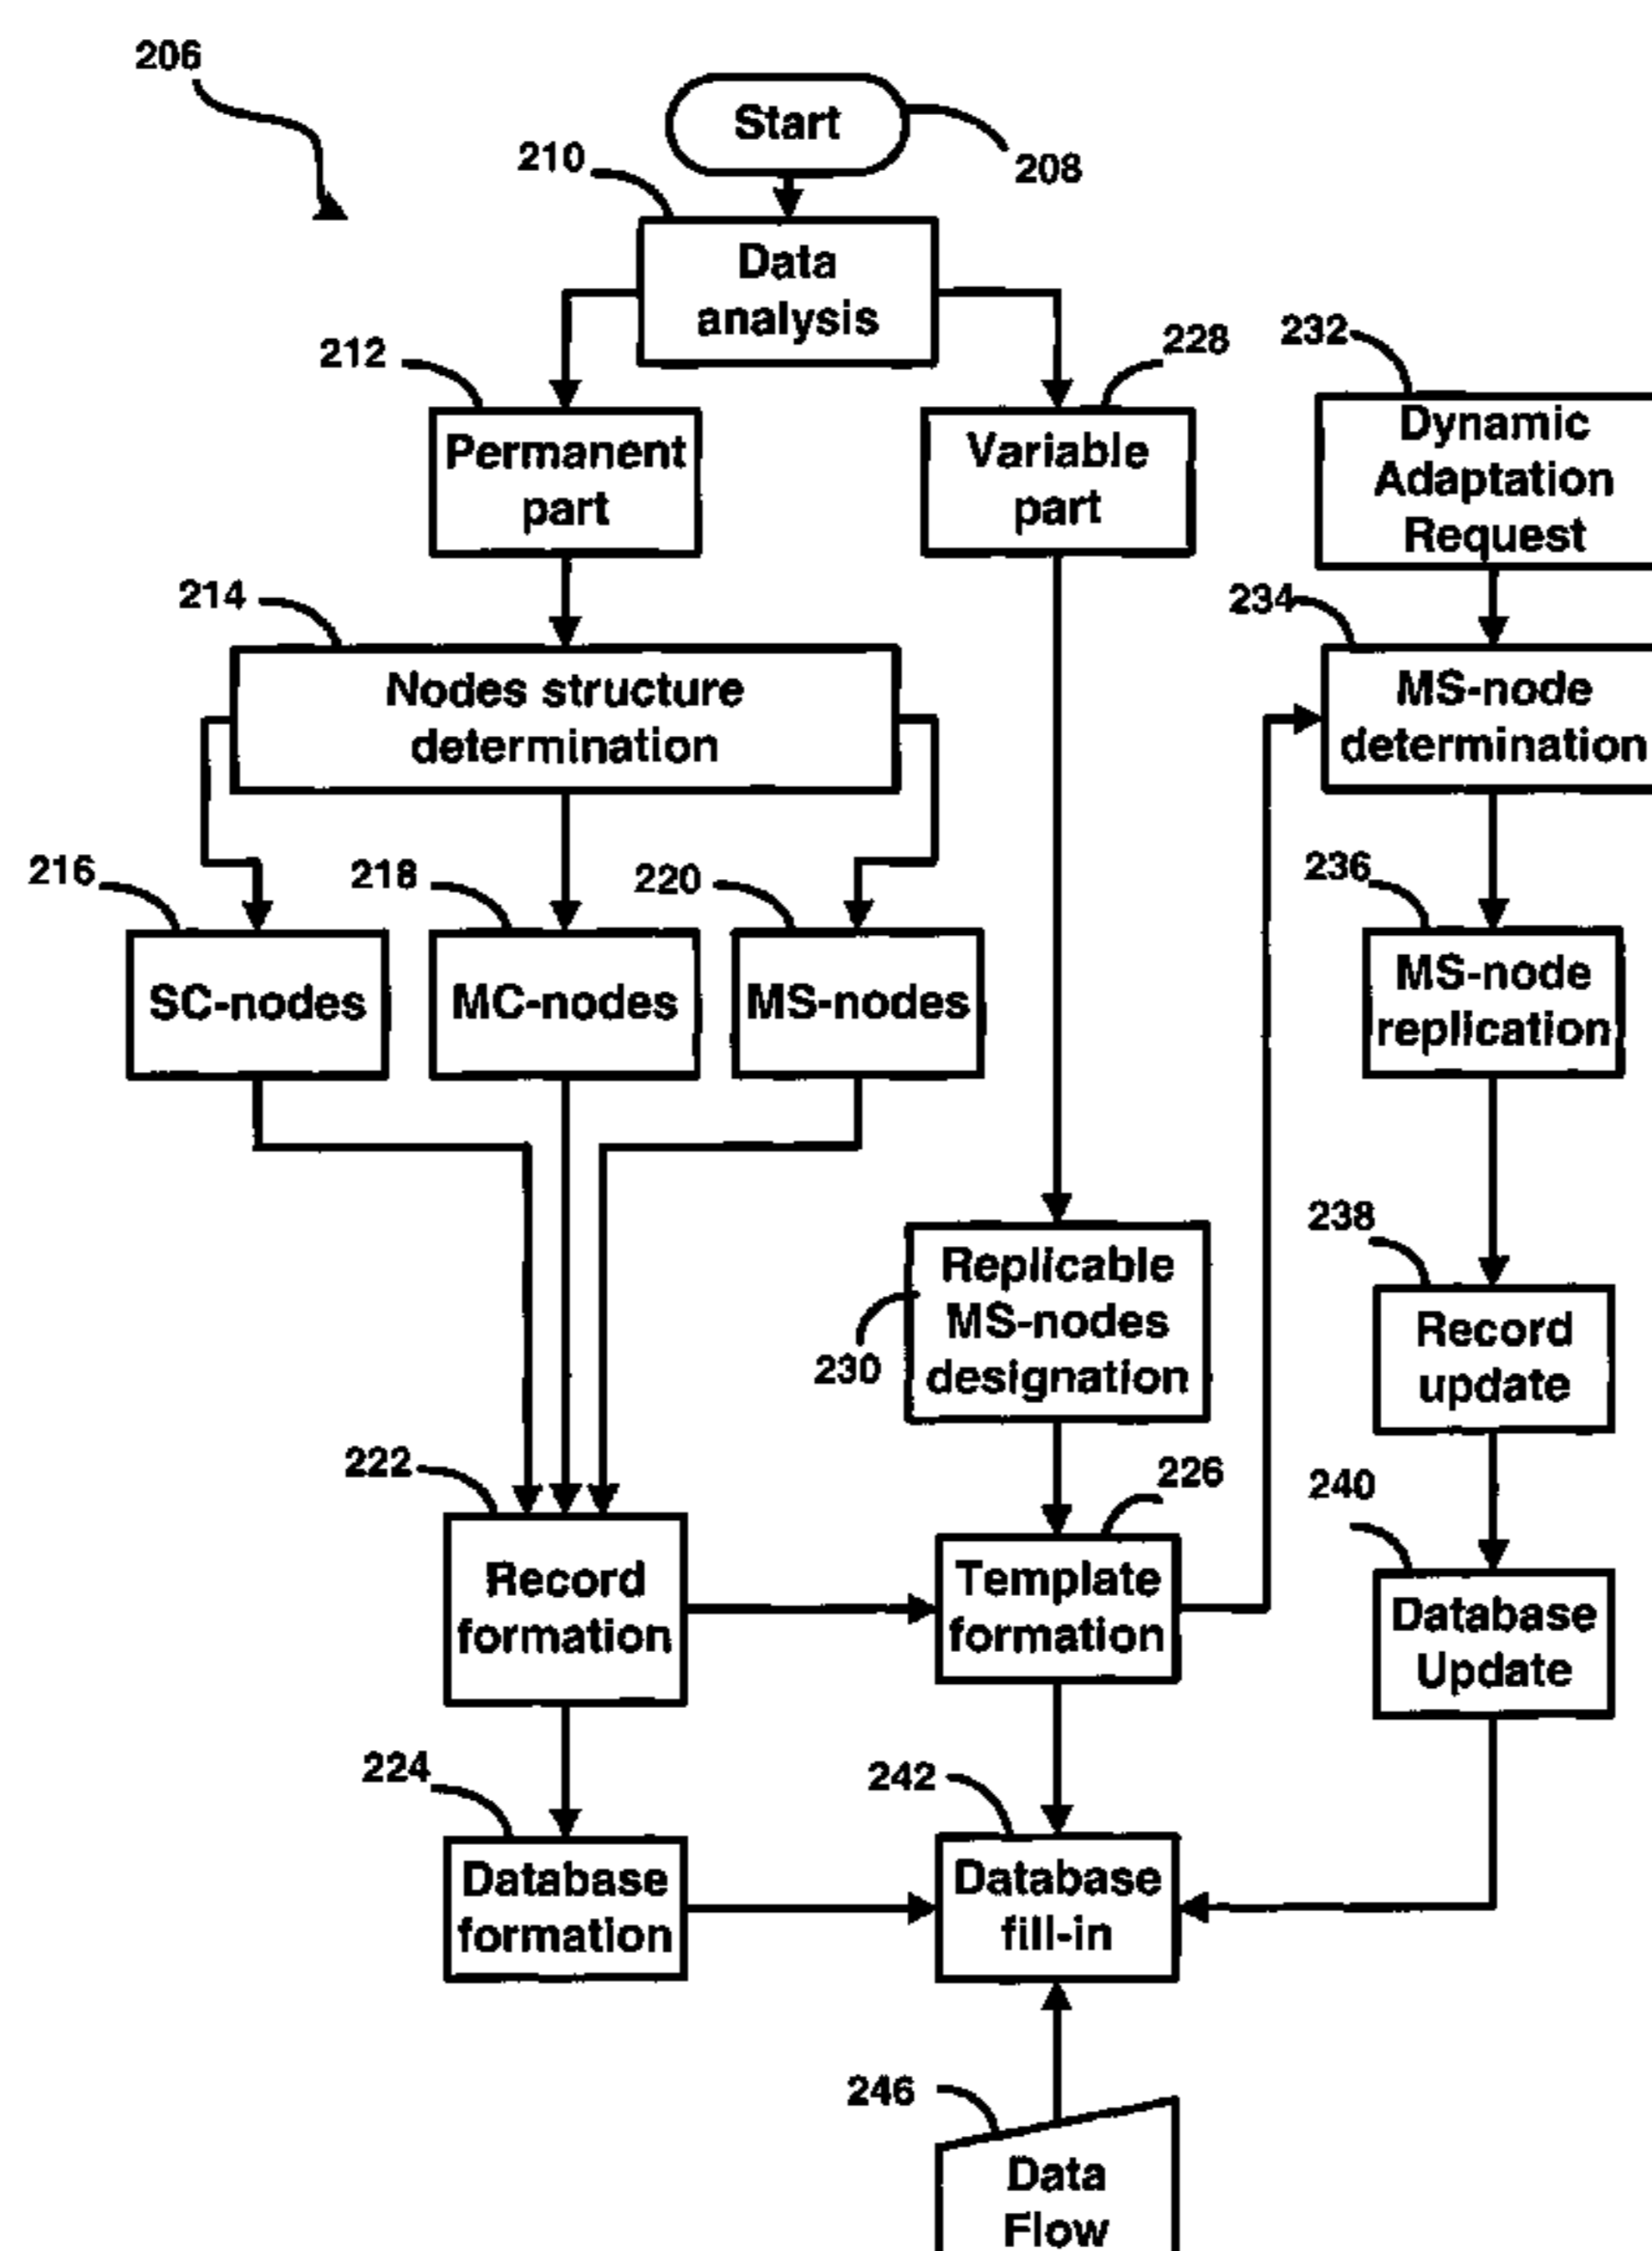 206
Start
208
210
Data
analysis
212
228
232
Permanent
part
Variable
part
Dynamic
Adaptation
Request
214
234
Nodes structure
determination
MS-node
determination
216
218
220
236
SC-nodes
MC-nodes
MS-nodes
MS-node
replication
238
Replicable
MS-nodes
designation
230
Record
update
222
226
240
Record
formation
Template
formation
Database
Update
224
242
Database
formation
Database
fill-in
246
Data
Flow